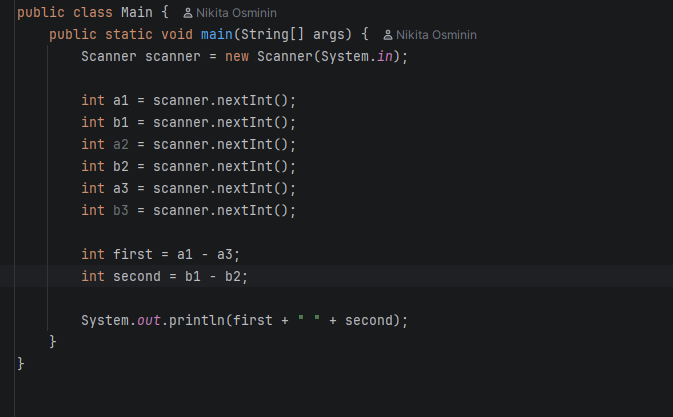 public class Main { Nikita Osminin
public static void main(String[] args) { Nikita Osminin
Scanner scanner = new Scanner(System.in);
int a1 = scanner.nextInt();
int b1 = scanner.nextInt();
int a2 = scanner.nextInt();
int b2 = scanner.nextInt();
int a3 = scanner.nextInt();
int b3 = scanner.nextInt();
int first = a1 - a3;
int second = b1 - b2;
System.out.println(first + " " + second);
}
}